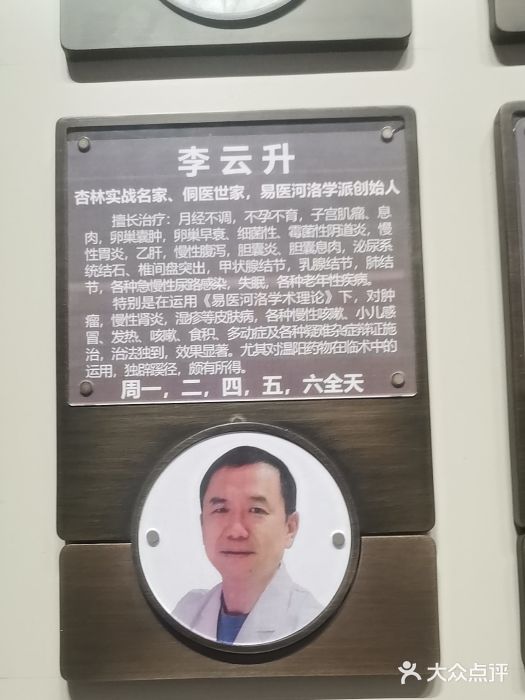 李云升
杏林实战名家、侗医世家，易医河洛学派创始人
擅长治疗：月经不调，不孕不育，子宫肌瘤、息
肉，卵巢囊肿，卵巢早衰、细菌性、霉菌性阴道炎，慢
性胃炎，乙肝，慢性腹泻，胆囊炎、胆囊息肉，泌尿系
统结石、椎间盘突出，甲状腺结节，乳腺结节，肺结
节，各种急慢性尿路感染，失眠，各种老年性疾病。
特别是在运用《易医河洛学术理论》下，对肿
瘤，慢性肾炎，湿疹等皮肤病，各种慢性咳嗽、小儿感
冒、发热、咳嗽、食积、多动症及各种疑难杂症辩证施
治，治法独到，效果显著。尤其对温阳药物在临术中的
运用，独辟蹊径，颇有所得。
周一，二，四，五，六全天
大众点评